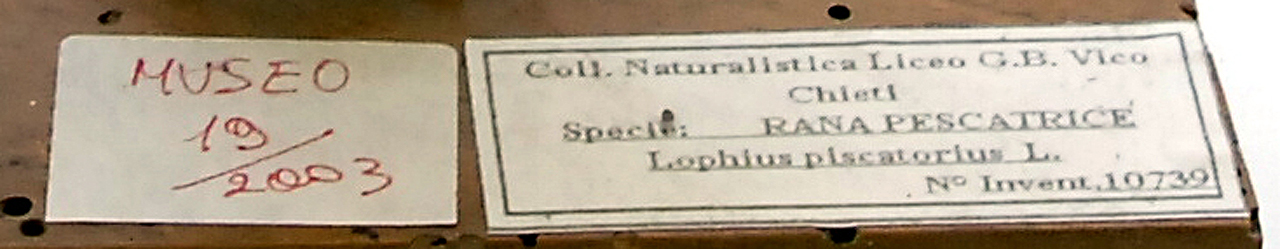 MUSEO
19/2003
Coll. Naturalistica Liceo G.B. Vico
Chieti
Specie: RANA PESCATRICE
Lophius piscatorius L.
N° Invent. 10739